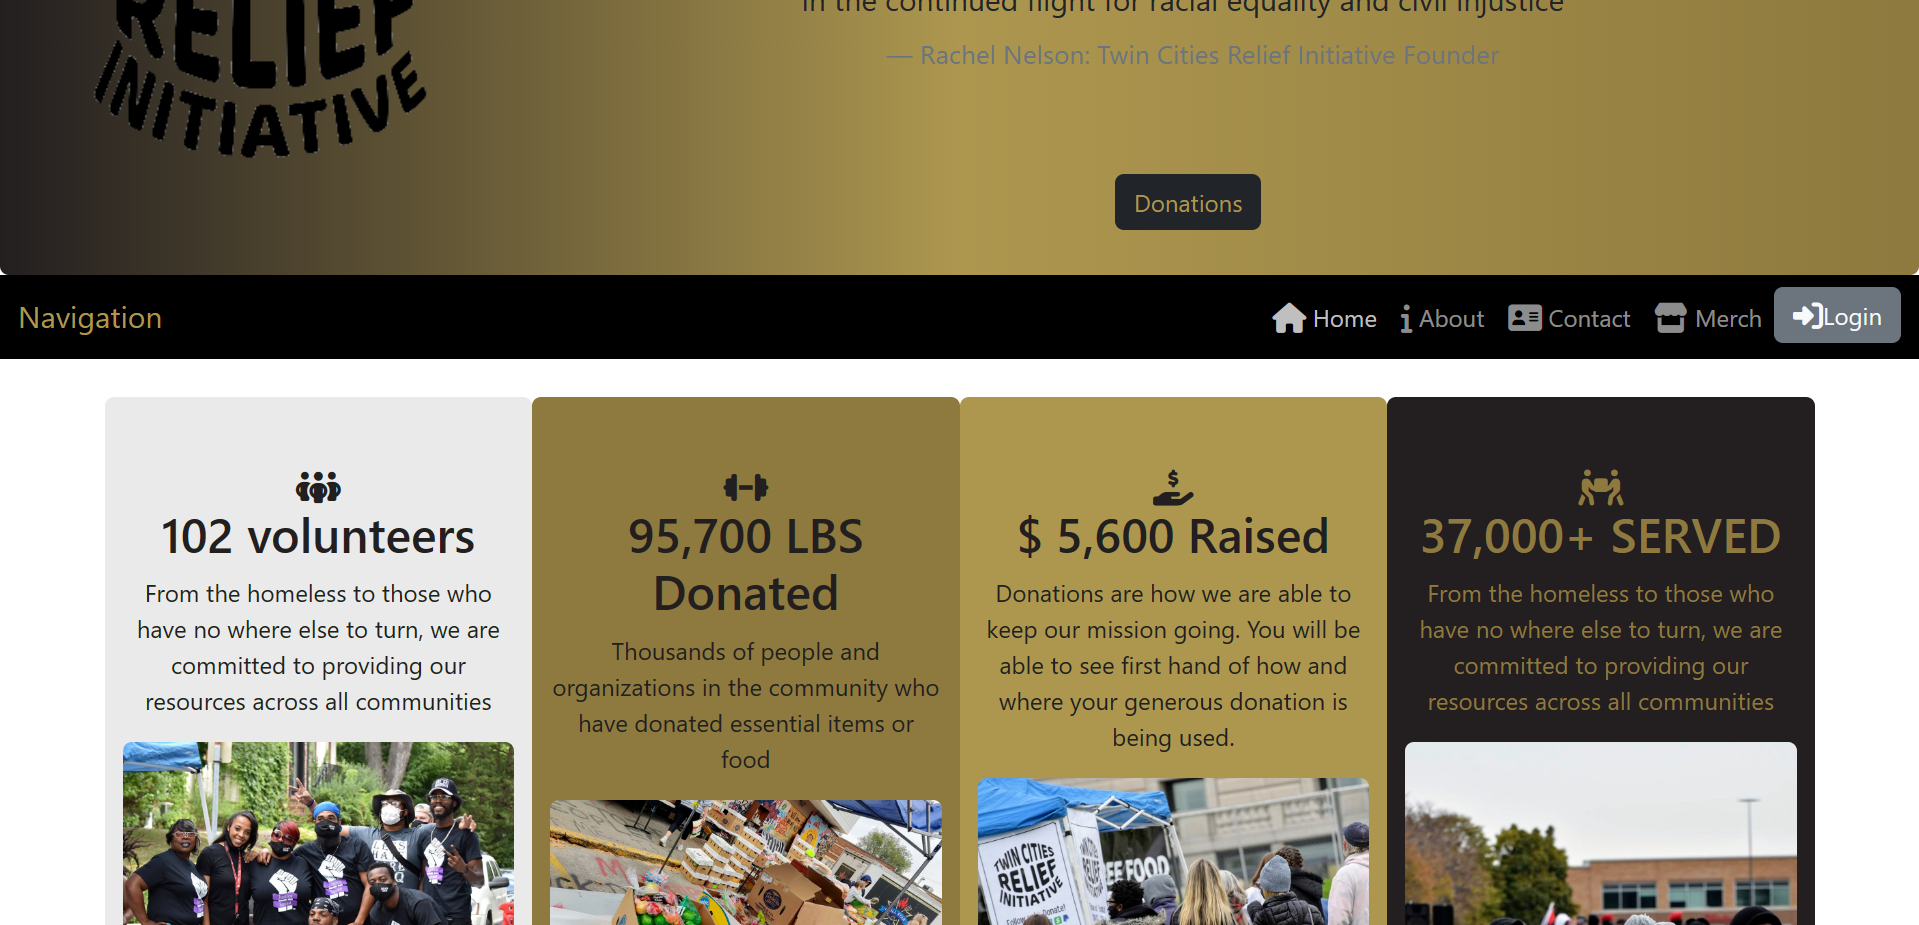 RELIEF
INITIATIVE
in the continued flight for racial equality and civil injustice
— Rachel Nelson: Twin Cities Relief Initiative Founder
Donations
Navigation
Home
About
Contact
Merch
Login
102 volunteers
From the homeless to those who
have no where else to turn, we are
committed to providing our
resources across all communities
95,700 LBS
Donated
Thousands of people and
organizations in the community who
have donated essential items or
food
$ 5,600 Raised
Donations are how we are able to
keep our mission going. You will be
able to see first hand of how and
where your generous donation is
being used.
TWIN CITIES
RELIEF
INITIATIVE
EE FOOD
37,000+ SERVED
From the homeless to those who
have no where else to turn, we are
committed to providing our
resources across all communities